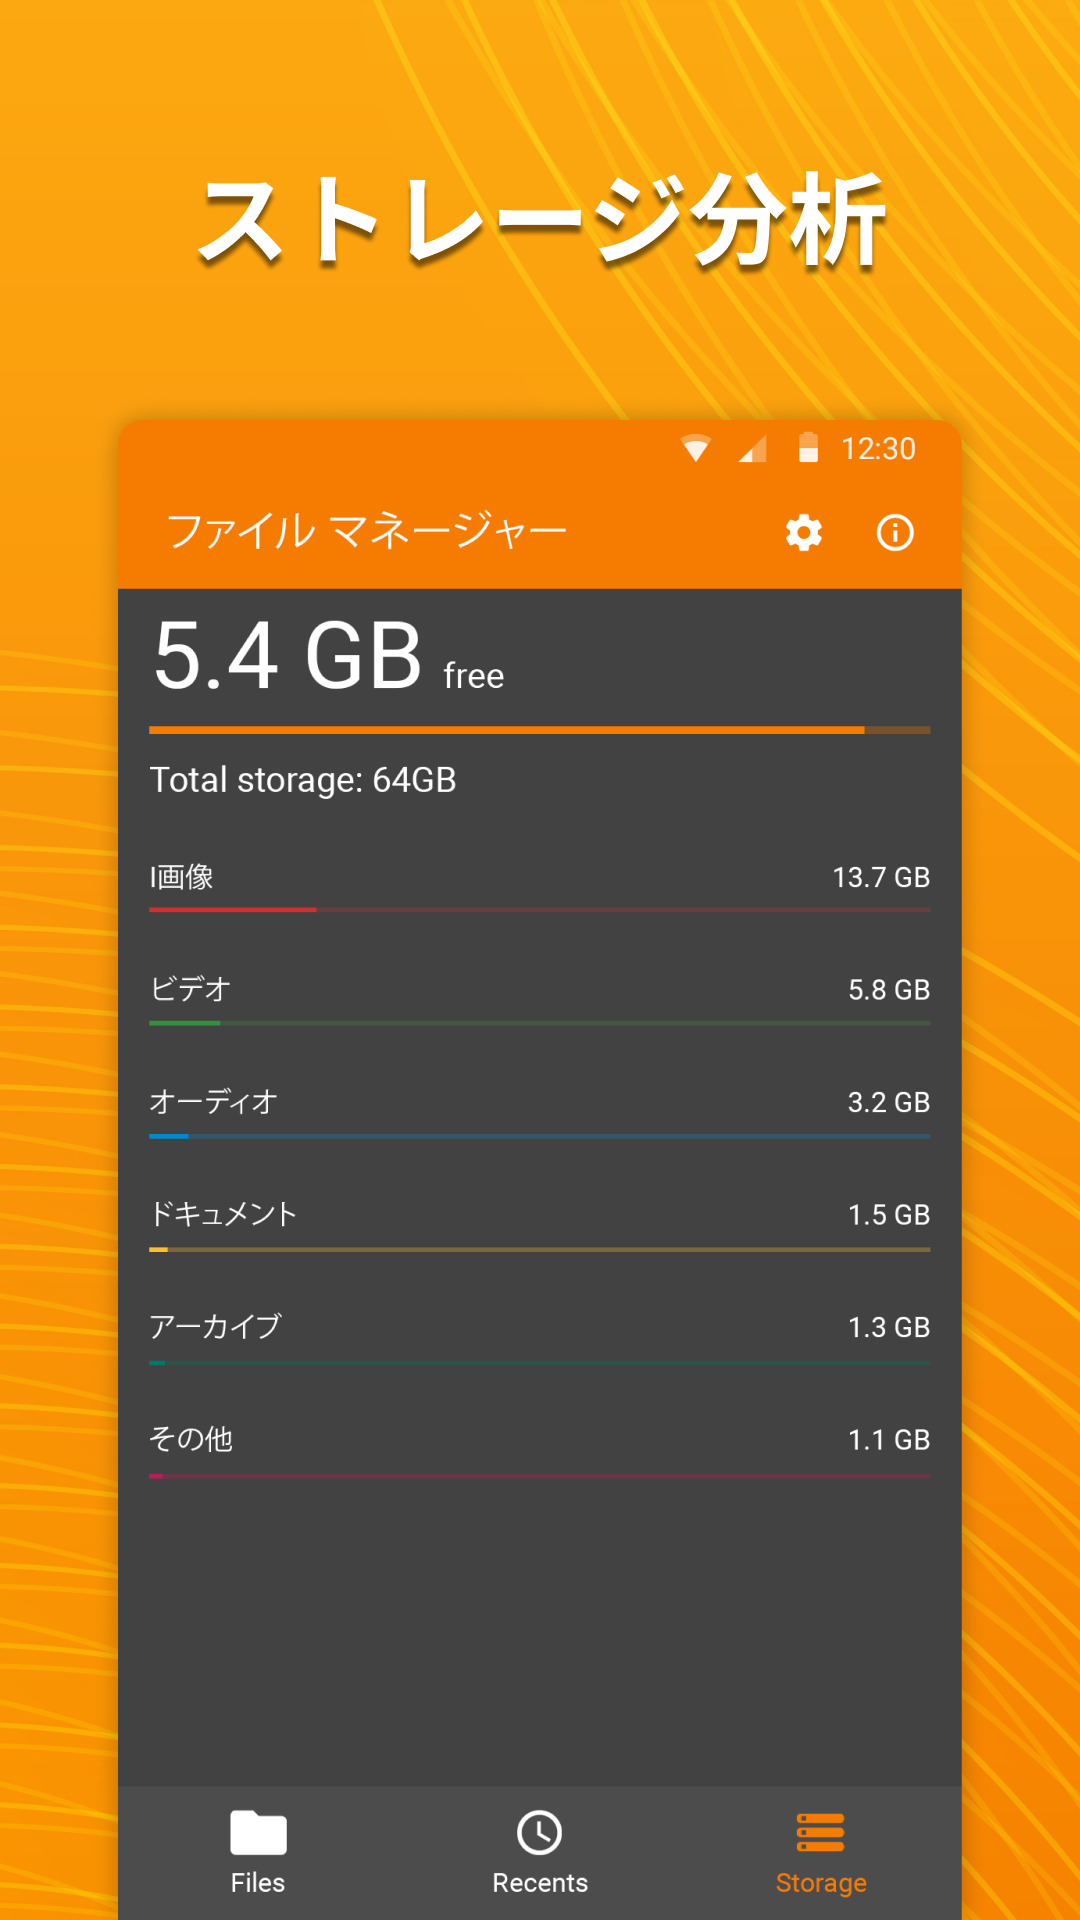 ストレージ分析
12:30
ファイル マネージャー
5.4 GB free
Total storage: 64GB
I画像 13.7 GB
ビデオ 5.8 GB
オーディオ 3.2 GB
ドキュメント 1.5 GB
アーカイブ 1.3 GB
その他 1.1 GB
Files Recents Storage